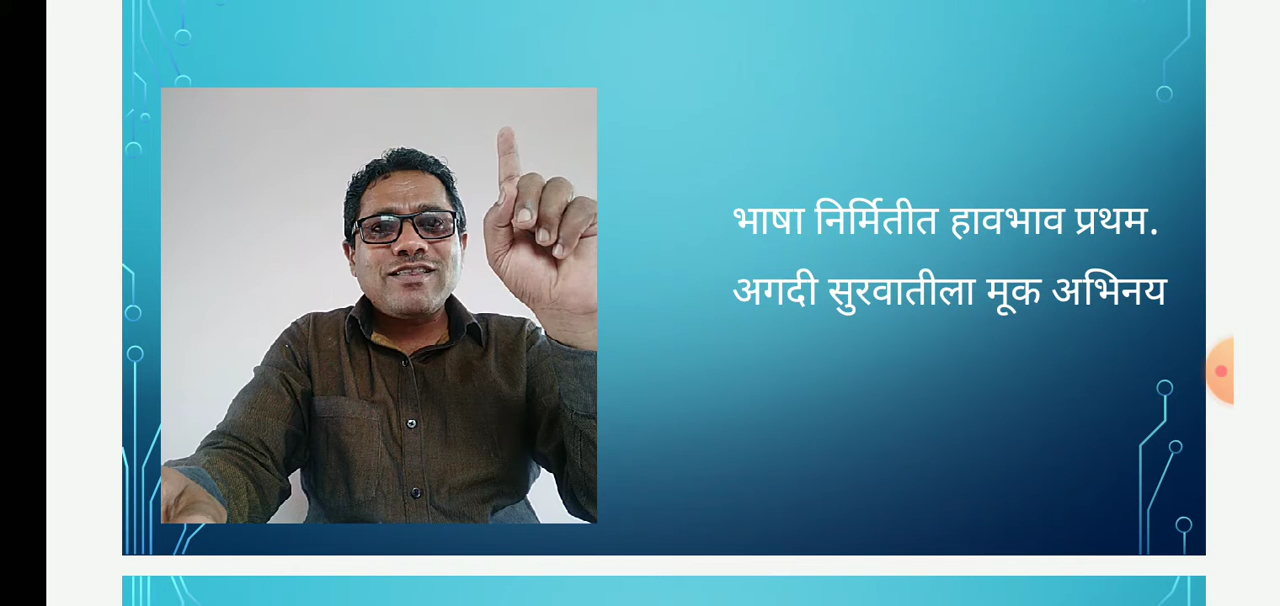 भाषा निर्मितीत हावभाव प्रथम.
अगदी सुरवातीला मूक अभिनय